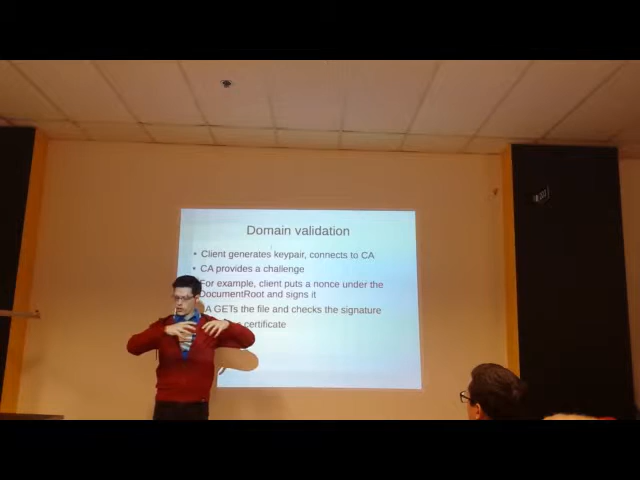 Domain validation
• Client generates keypair, connects to CA
• CA provides a challenge
For example, client puts a nonce under the
DocumentRoot and signs it
GETs the file and checks the signature
certificate